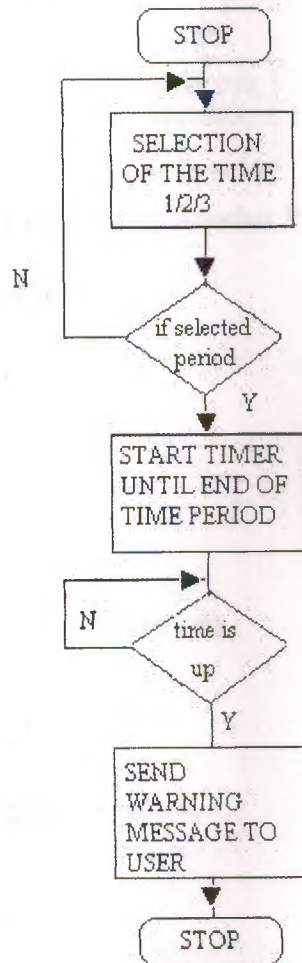 STOP
SELECTION
OF THE TIME
1/2/3
N
if selected
period
Y
START TIMER
UNTIL END OF
TIME PERIOD
N
time is
up
Y
SEND
WARNING
MESSAGE TO
USER
STOP